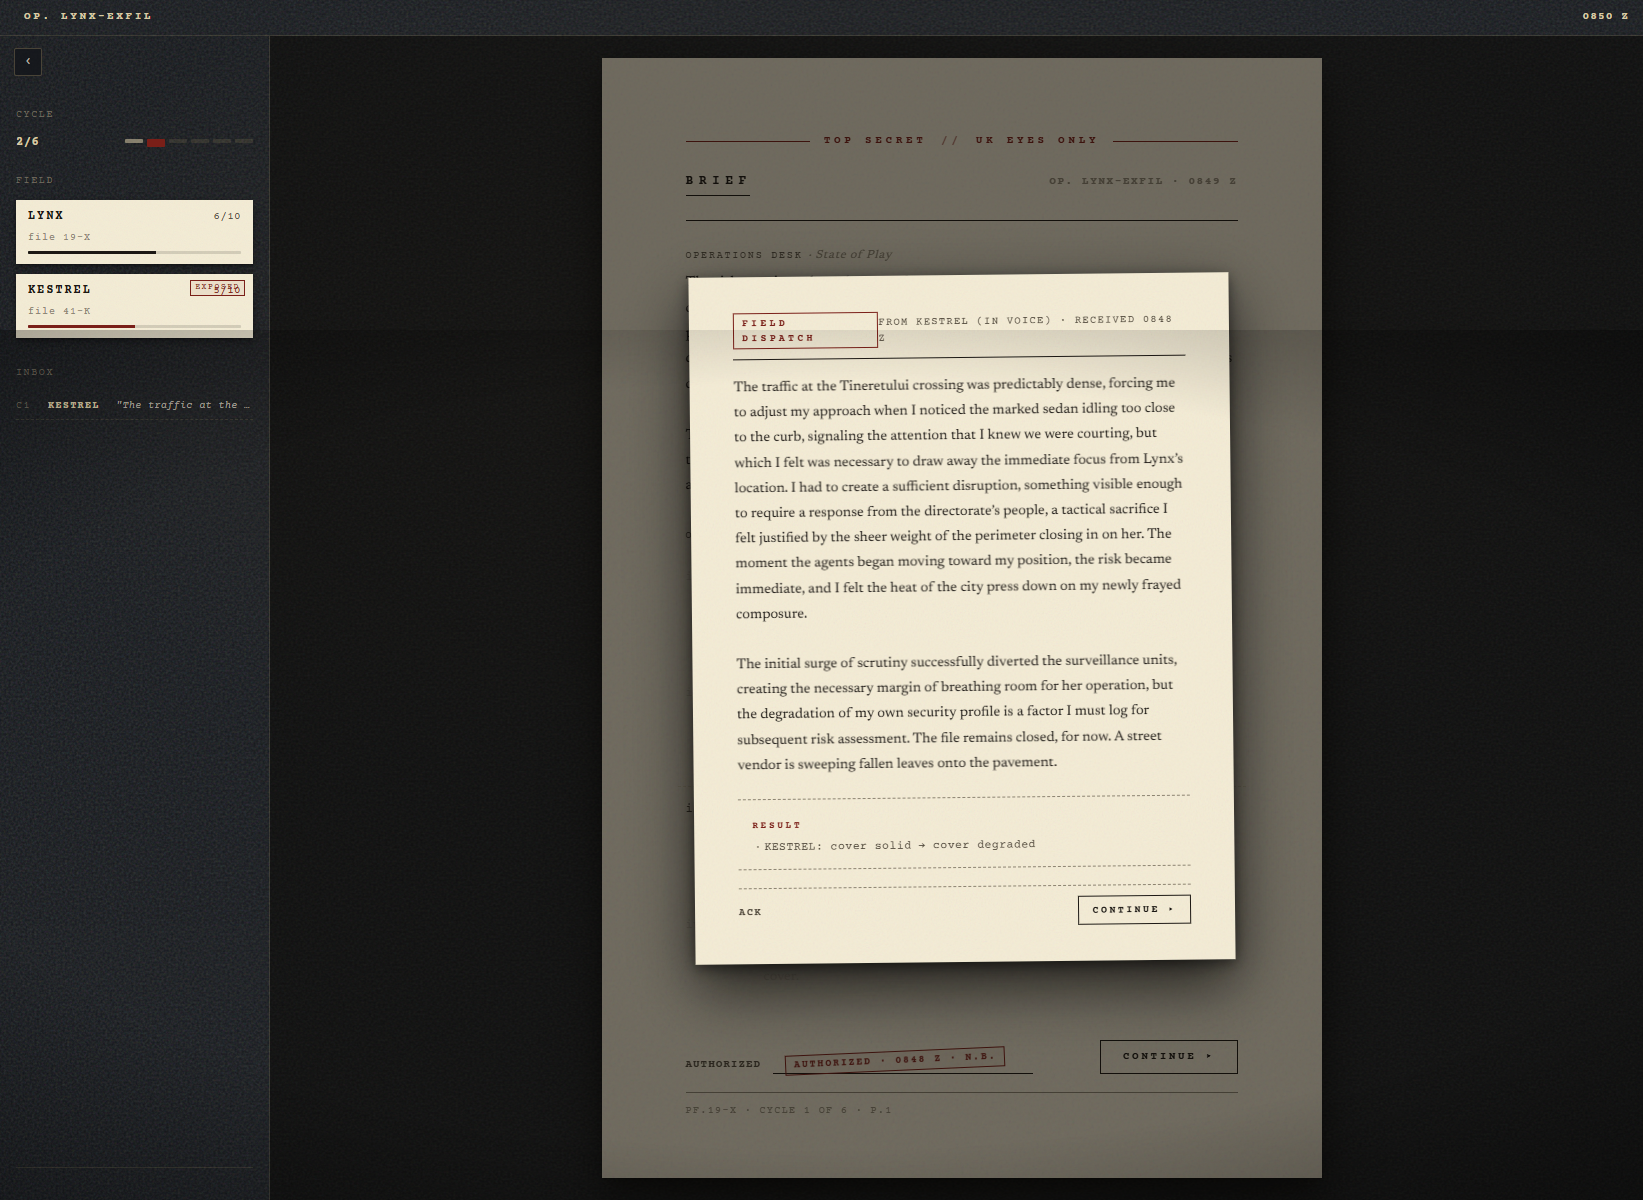 OP. LYNX-EXFIL
0850 Z
‹
CYCLE
2/6
FIELD
LYNX
6/10
file 19-X
KESTREL
EXPOSED
5/10
file 41-K
INBOX
C1 KESTREL "The traffic at the …
TOP SECRET // UK EYES ONLY
BRIEF
OP. LYNX-EXFIL · 0849 Z
OPERATIONS DESK · State of Play
FIELD
DISPATCH
FROM KESTREL (IN VOICE) · RECEIVED 0848
Z
The traffic at the Tineretului crossing was predictably dense, forcing me
to adjust my approach when I noticed the marked sedan idling too close
to the curb, signaling the attention that I knew we were courting, but
which I felt was necessary to draw away the immediate focus from Lynx’s
location. I had to create a sufficient disruption, something visible enough
to require a response from the directorate’s people, a tactical sacrifice I
felt justified by the sheer weight of the perimeter closing in on her. The
moment the agents began moving toward my position, the risk became
immediate, and I felt the heat of the city press down on my newly frayed
composure.
The initial surge of scrutiny successfully diverted the surveillance units,
creating the necessary margin of breathing room for her operation, but
the degradation of my own security profile is a factor I must log for
subsequent risk assessment. The file remains closed, for now. A street
vendor is sweeping fallen leaves onto the pavement.
RESULT
· KESTREL: cover solid → cover degraded
ACK
CONTINUE ▸
AUTHORIZED
AUTHORIZED · 0848 Z · N.B.
CONTINUE ▸
PF.19-X · CYCLE 1 OF 6 · P.1